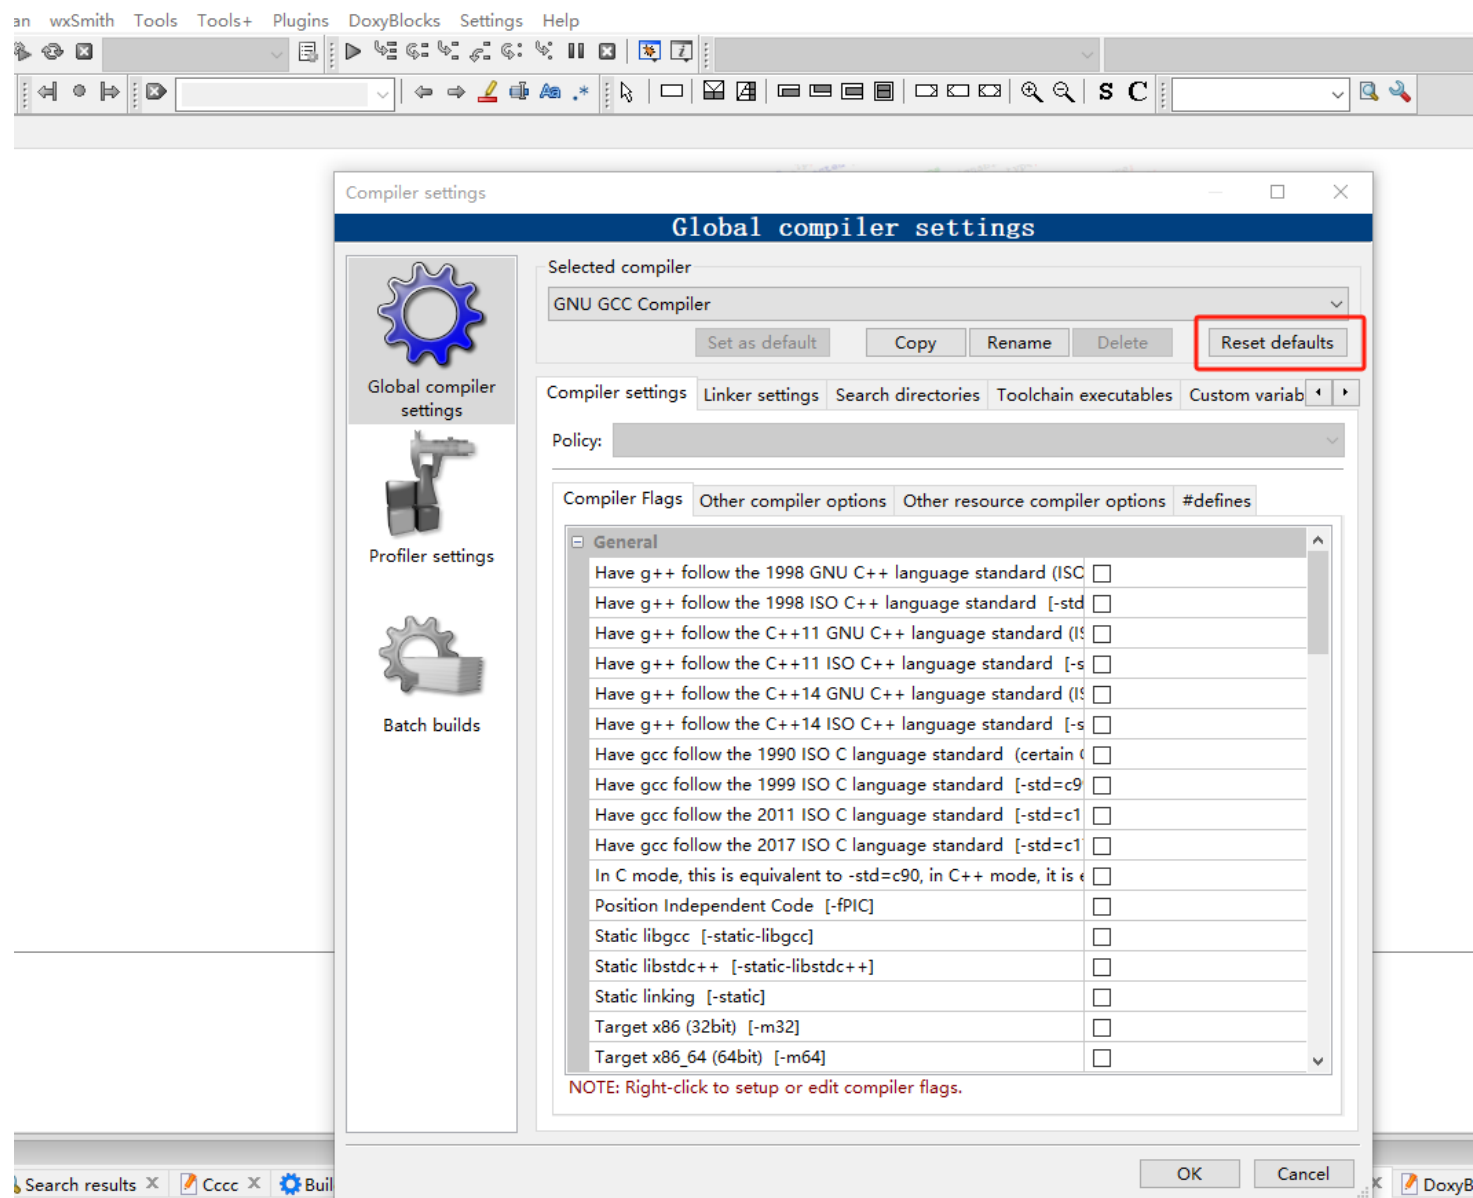 an wxSmith Tools Tools+ Plugins DoxyBlocks Settings Help
Aa .*
S C
Compiler settings
Global compiler settings
Selected compiler
GNU GCC Compiler
Set as default Copy Rename Delete Reset defaults
Global compiler
settings
Profiler settings
Batch builds
Compiler settings Linker settings Search directories Toolchain executables Custom variab
Policy:
Compiler Flags Other compiler options Other resource compiler options #defines
General
Have g++ follow the 1998 GNU C++ language standard (ISO
Have g++ follow the 1998 ISO C++ language standard [-std
Have g++ follow the C++11 GNU C++ language standard (IS
Have g++ follow the C++11 ISO C++ language standard [-s
Have g++ follow the C++14 GNU C++ language standard (IS
Have g++ follow the C++14 ISO C++ language standard [-s
Have gcc follow the 1990 ISO C language standard (certain
Have gcc follow the 1999 ISO C language standard [-std=c9
Have gcc follow the 2011 ISO C language standard [-std=c1
Have gcc follow the 2017 ISO C language standard [-std=c1
In C mode, this is equivalent to -std=c90, in C++ mode, it is
Position Independent Code [-fPIC]
Static libgcc [-static-libgcc]
Static libstdc++ [-static-libstdc++]
Static linking [-static]
Target x86 (32bit) [-m32]
Target x86_64 (64bit) [-m64]
NOTE: Right-click to setup or edit compiler flags.
OK Cancel
Search results Cccc Buil DoxyB